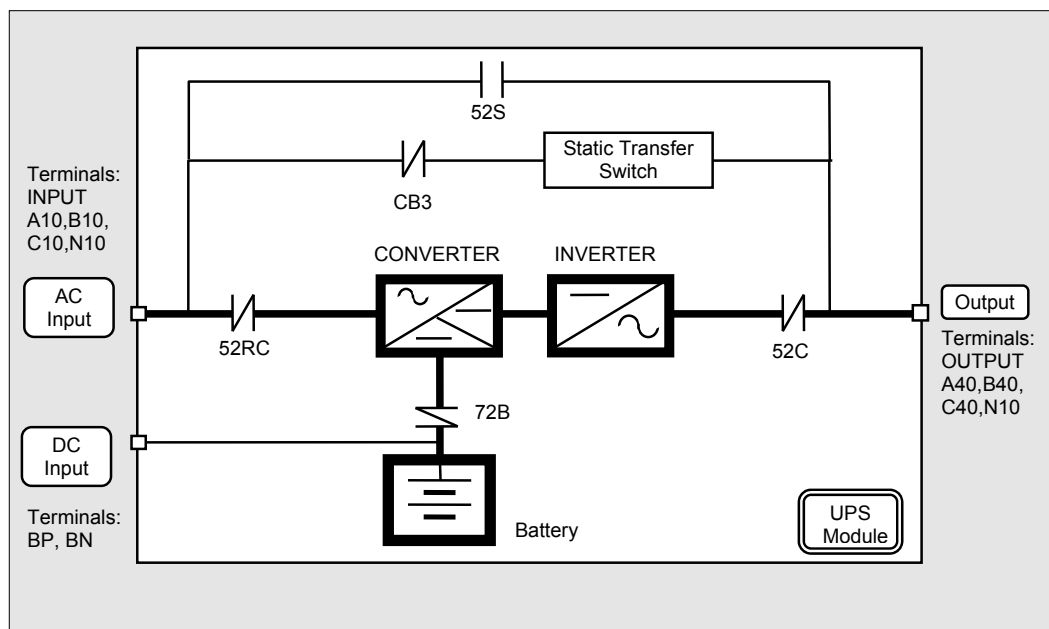 52S
Static Transfer
Switch
CB3
Terminals:
INPUT
A10,B10,
C10,N10
CONVERTER
INVERTER
AC
Input
52RC
52C
Output
Terminals:
OUTPUT
A40,B40,
C40,N10
72B
DC
Input
Terminals:
BP, BN
Battery
UPS
Module